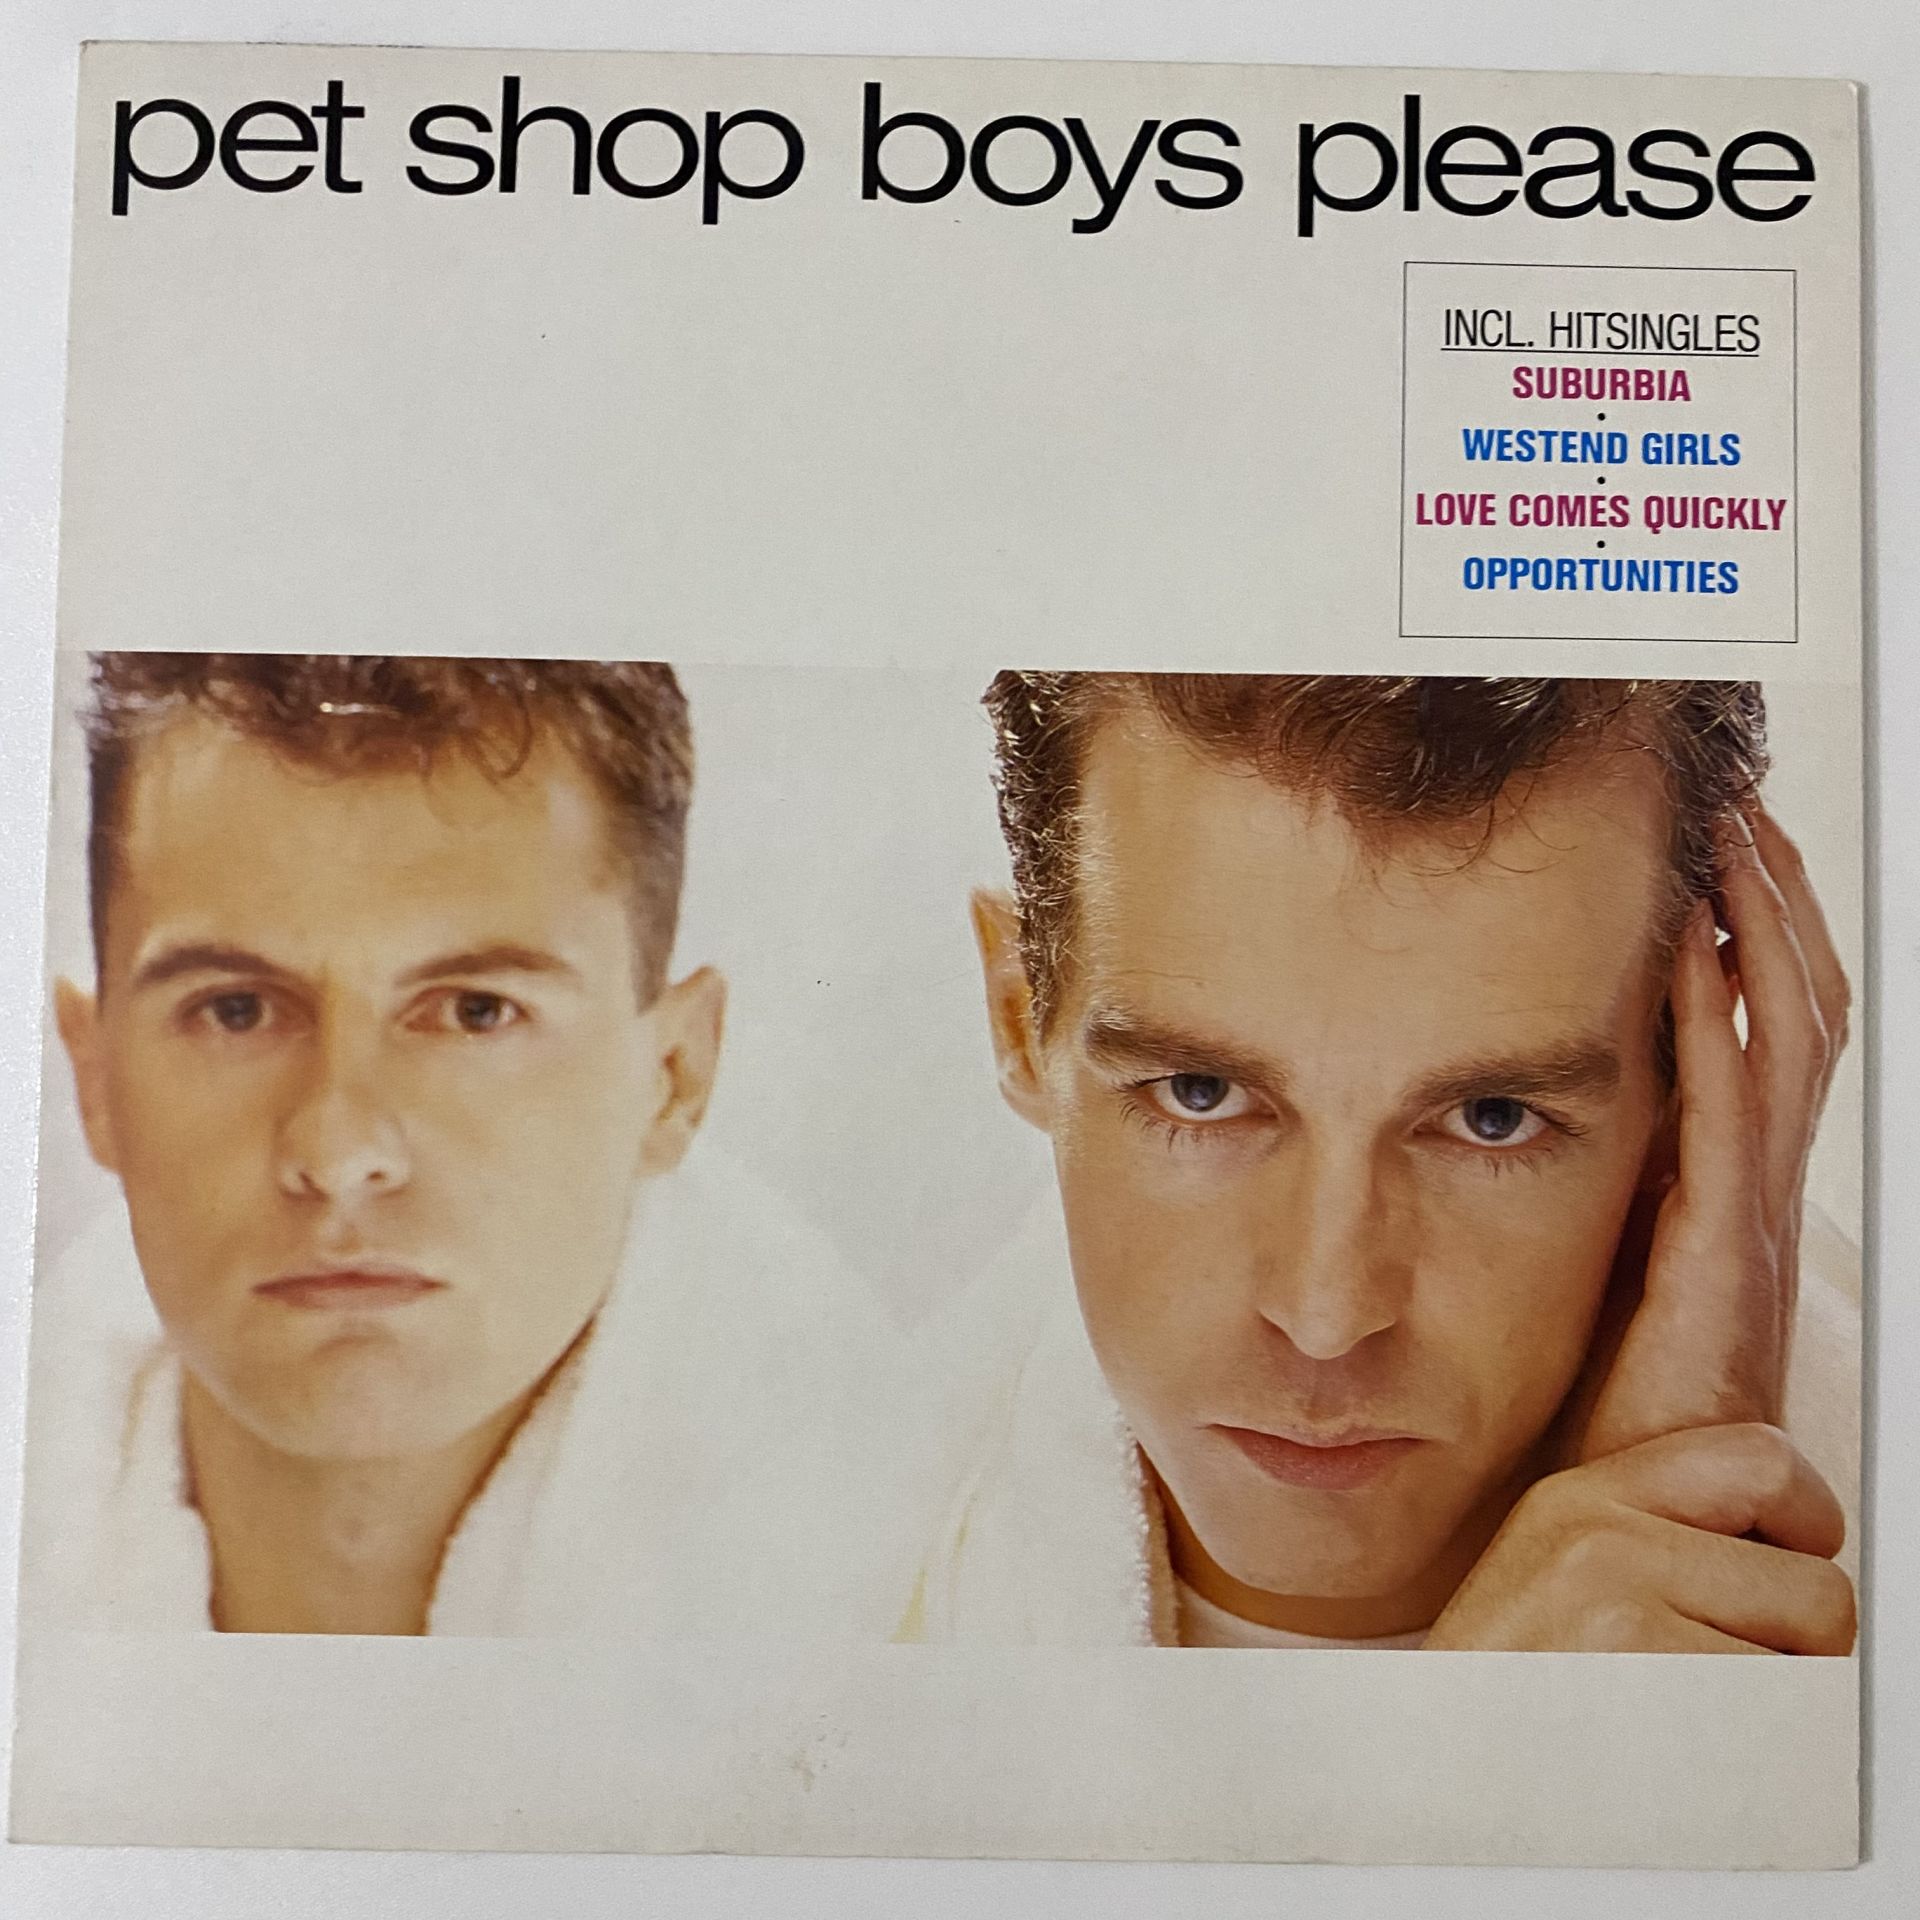 pet shop boys please
INCL. HITSINGLES
SUBURBIA
•
WESTEND GIRLS
•
LOVE COMES QUICKLY
•
OPPORTUNITIES